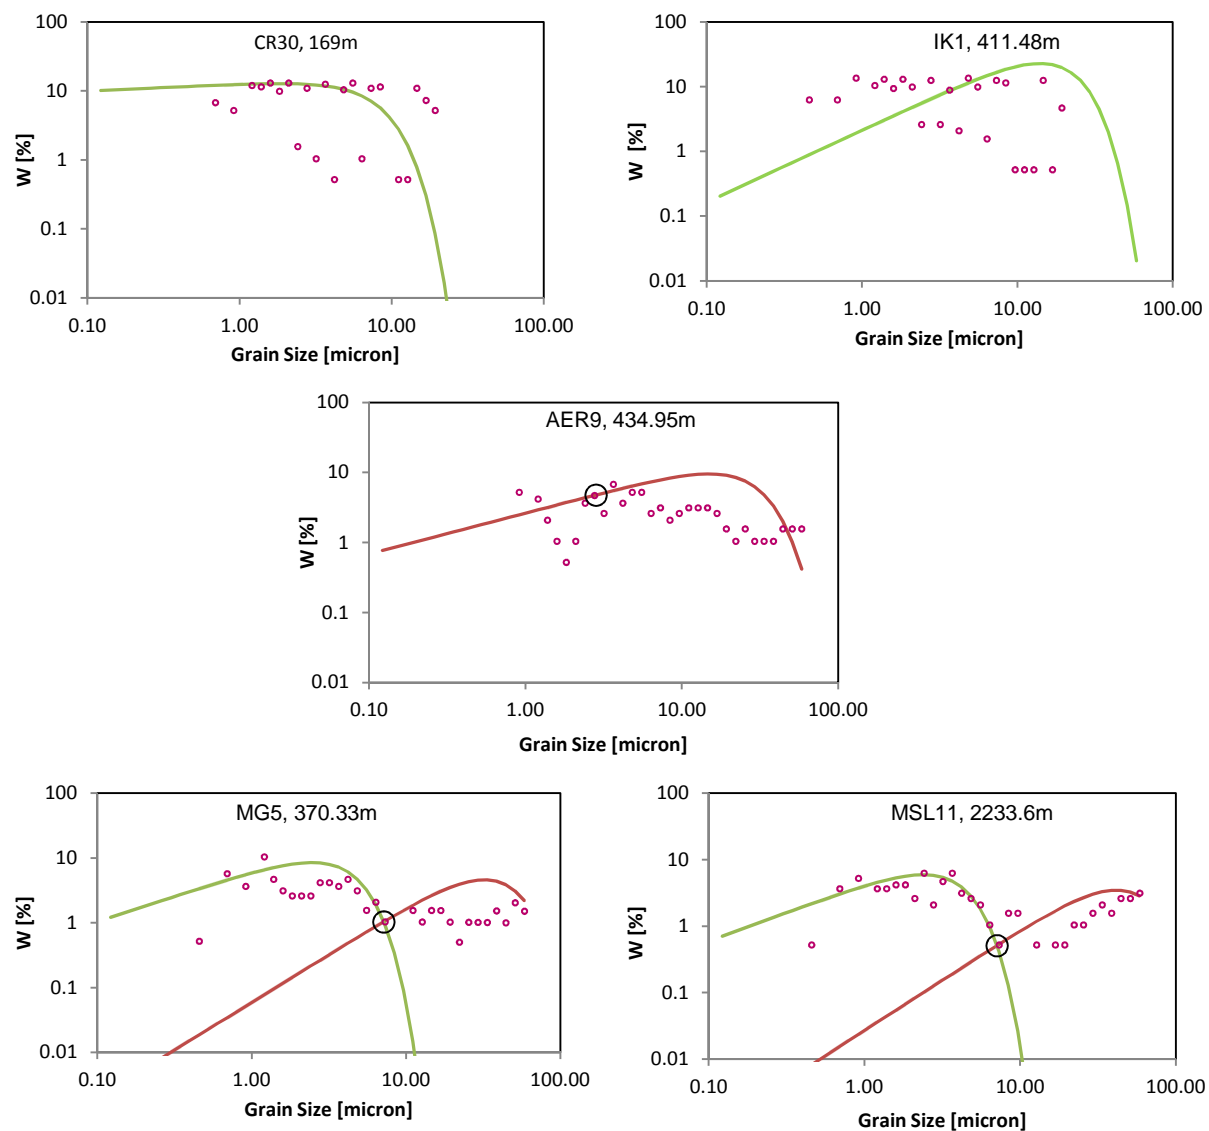 CR30, 169m
100
10
1
0.1
0.01
W [%]
0.10 1.00 10.00 100.00
Grain Size [micron]
IK1, 411.48m
100
10
1
0.1
0.01
W [%]
0.10 1.00 10.00 100.00
Grain Size [micron]
AER9, 434.95m
100
10
1
0.1
0.01
W [%]
0.10 1.00 10.00 100.00
Grain Size [micron]
MG5, 370.33m
100
10
1
0.1
0.01
W [%]
0.10 1.00 10.00 100.00
Grain Size [micron]
MSL11, 2233.6m
100
10
1
0.1
0.01
W [%]
0.10 1.00 10.00 100.00
Grain Size [micron]